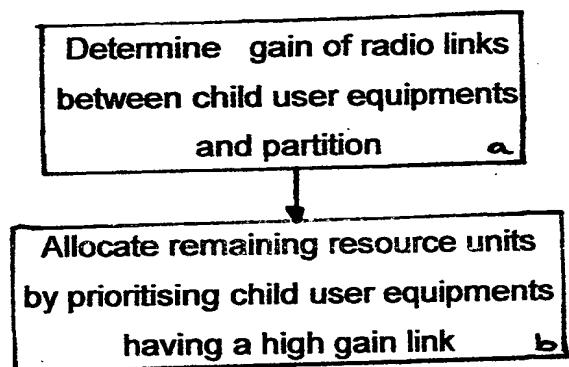 Determine gain of radio links
between child user equipments
and partition a
Allocate remaining resource units
by prioritising child user equipments
having a high gain link b